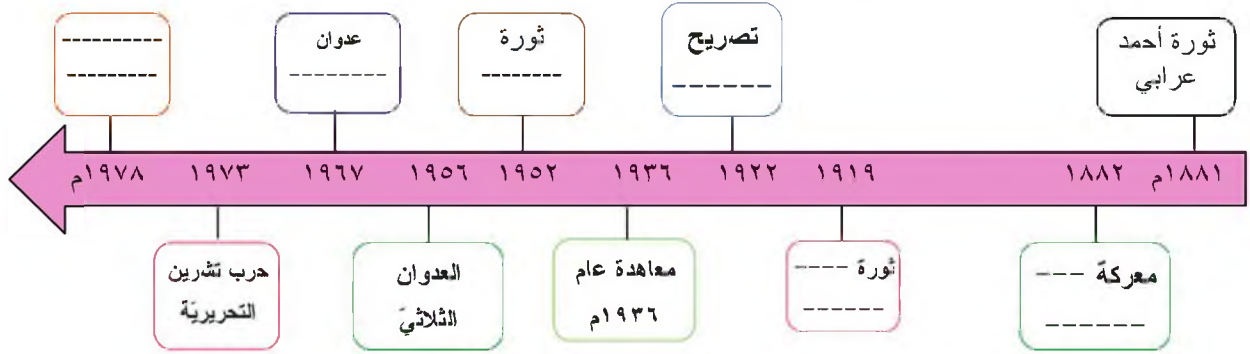 ثورة أحمد
عرابي
تصريح
--------
ثورة
--------
عدوان
----------
----------
----------
١٨٨١م ١٨٨٢ ١٩١٩ ١٩٢٢ ١٩٣٦ ١٩٥٢ ١٩٥٦ ١٩٦٧ ١٩٧٣ ١٩٧٨م
معركة ---
------
ثورة ----
------
معاهدة عام
١٩٣٦م
العدوان
الثلاثيّ
حرب تشرين
التحريريّة